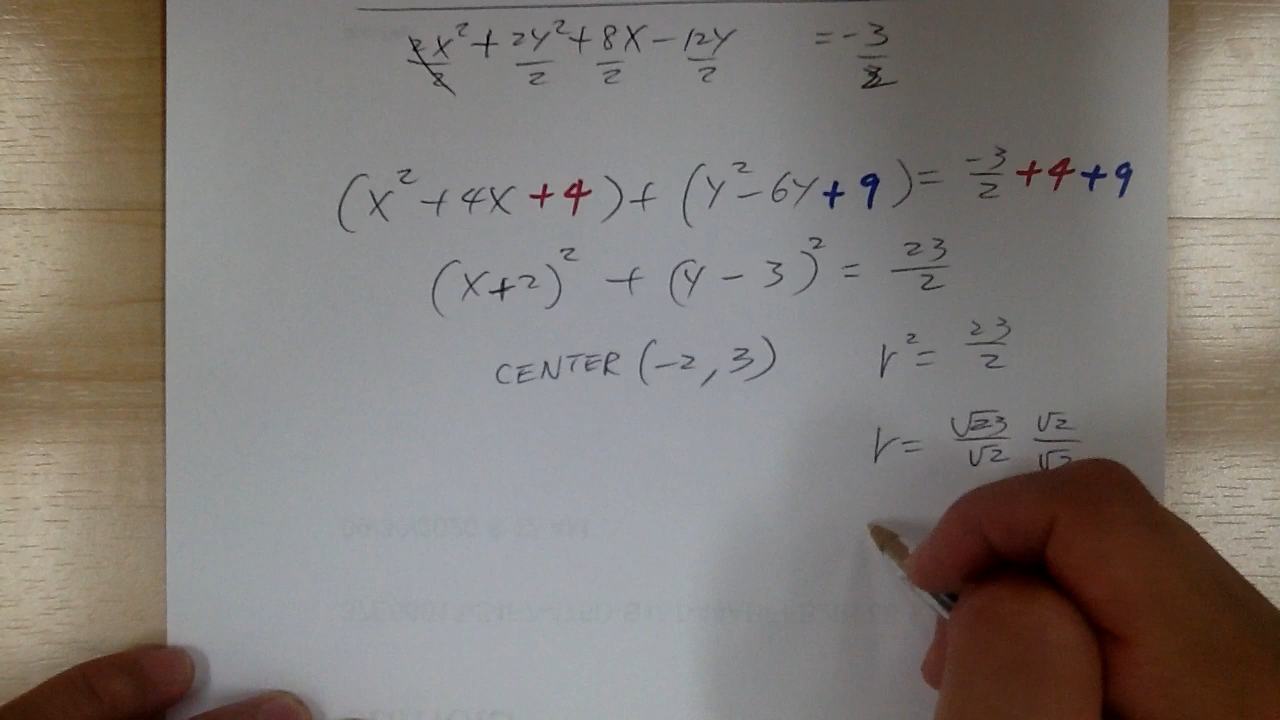 2x²/2 + 2y²/2 + 8x/2 - 12y/2 = -3/2
(x² + 4x + 4) + (y² - 6y + 9) = -3/2 + 4 + 9
(x+2)² + (y - 3)² = 23/2
CENTER (-2, 3) r² = 23/2
r = √23/√2 √2/√2